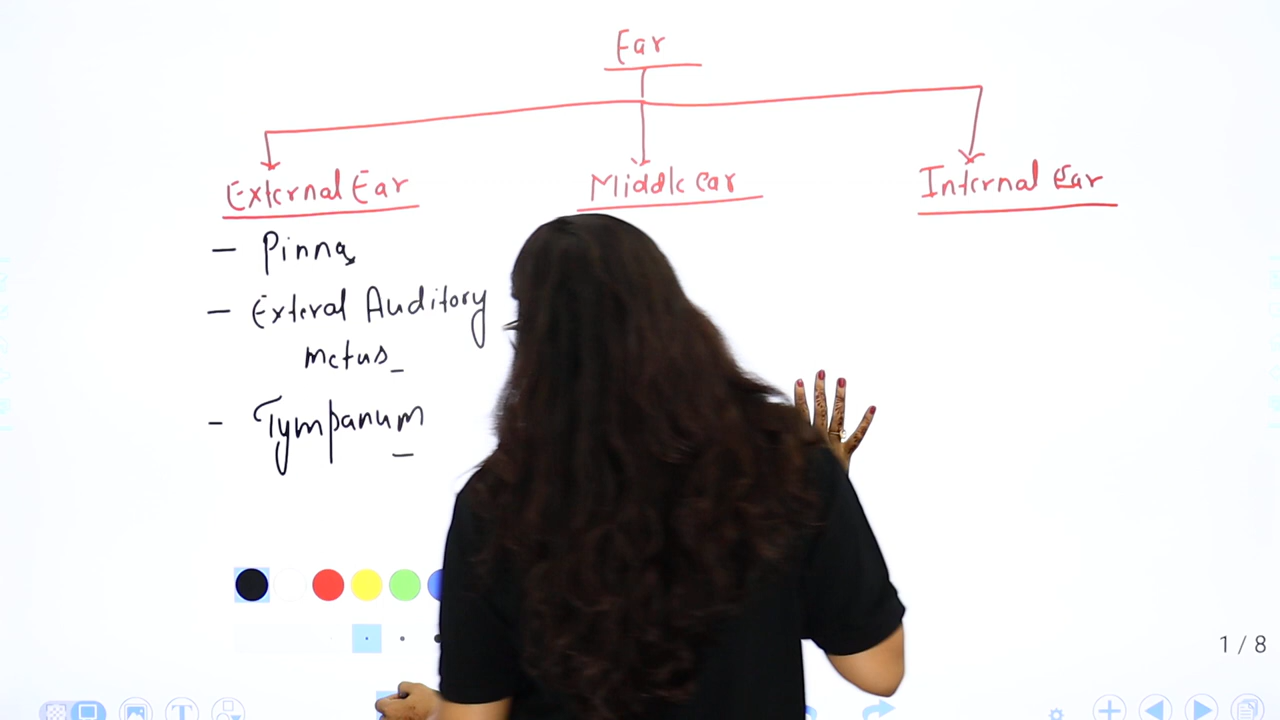 Ear
External Ear
Middle ear
Internal Ear
- Pinna
- Exteral Auditory
metus
- Tympanum
1 / 8